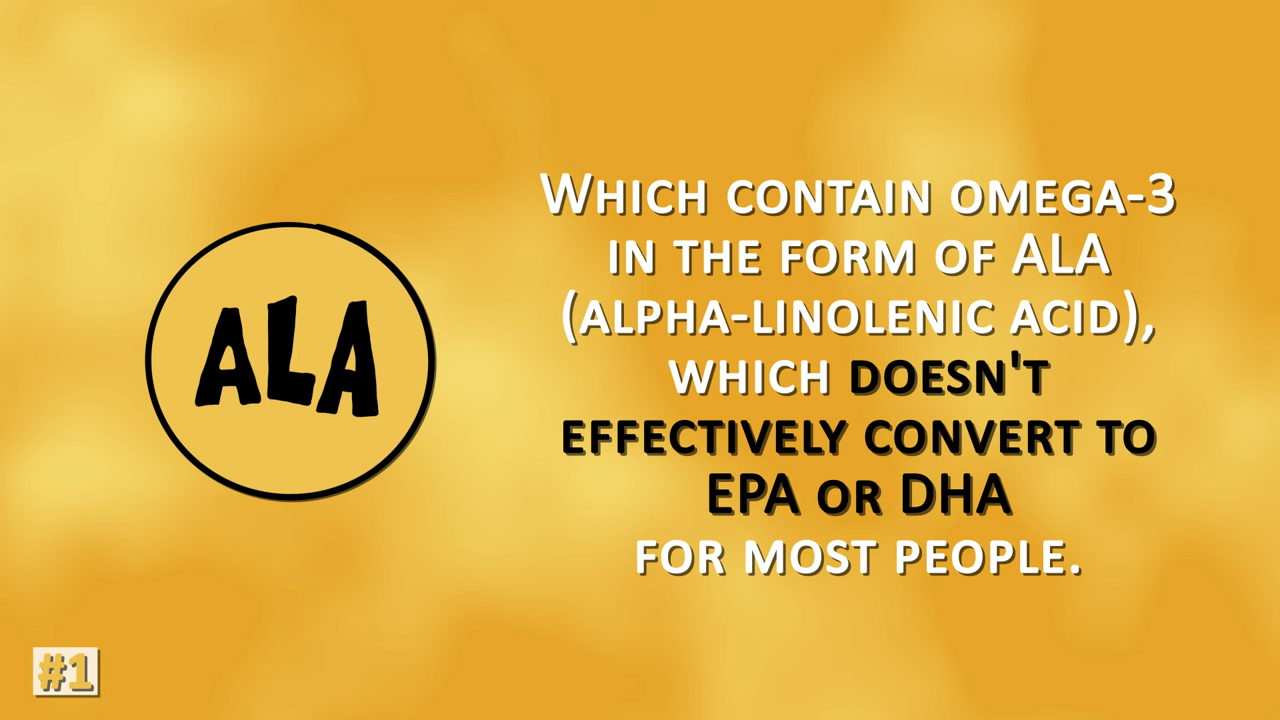 ALA
Which contain omega-3
in the form of ALA
(alpha-linolenic acid),
which doesn't
effectively convert to
EPA or DHA
for most people.
#1